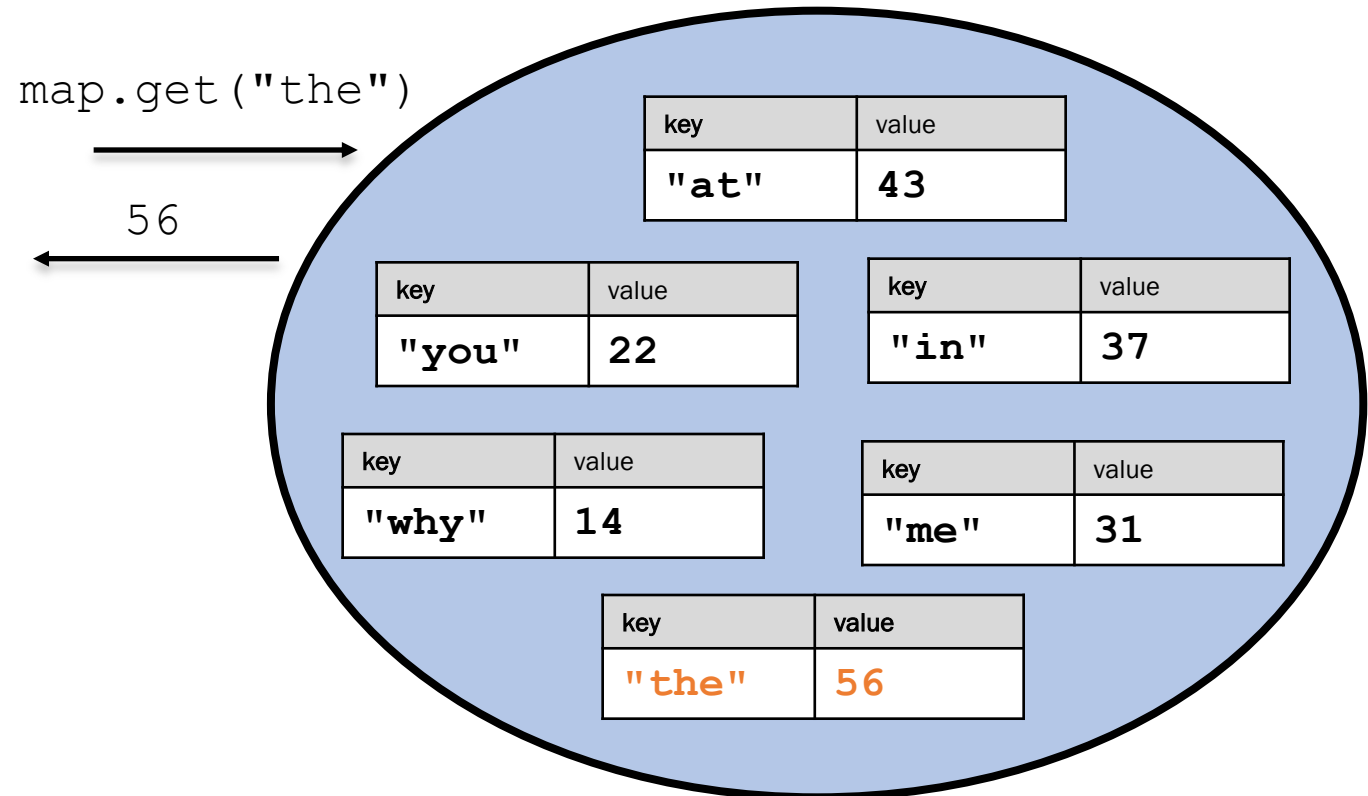 map.get("the")
56
key value
"at" 43
key value
"you" 22
key value
"in" 37
key value
"why" 14
key value
"me" 31
key value
"the" 56